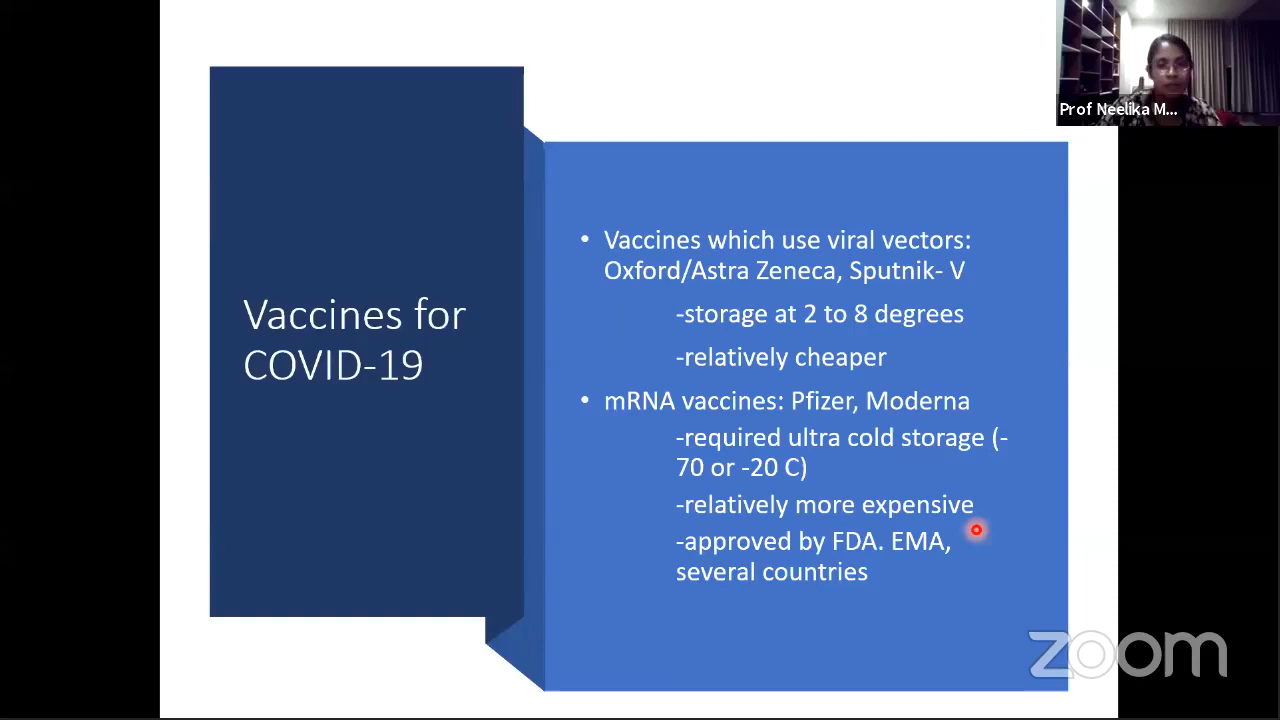 Prof Neelika M...
Vaccines for
COVID-19
• Vaccines which use viral vectors:
Oxford/Astra Zeneca, Sputnik- V
-storage at 2 to 8 degrees
-relatively cheaper
• mRNA vaccines: Pfizer, Moderna
-required ultra cold storage (-
70 or -20 C)
-relatively more expensive
-approved by FDA. EMA,
several countries
zoom